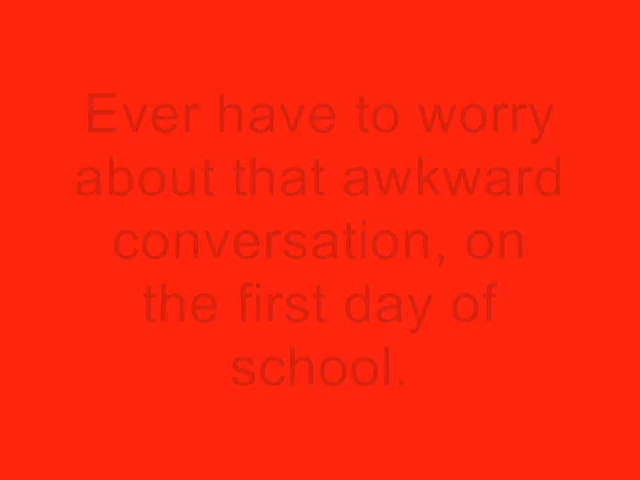 Ever have to worry
about that awkward
conversation, on
the first day of
school.